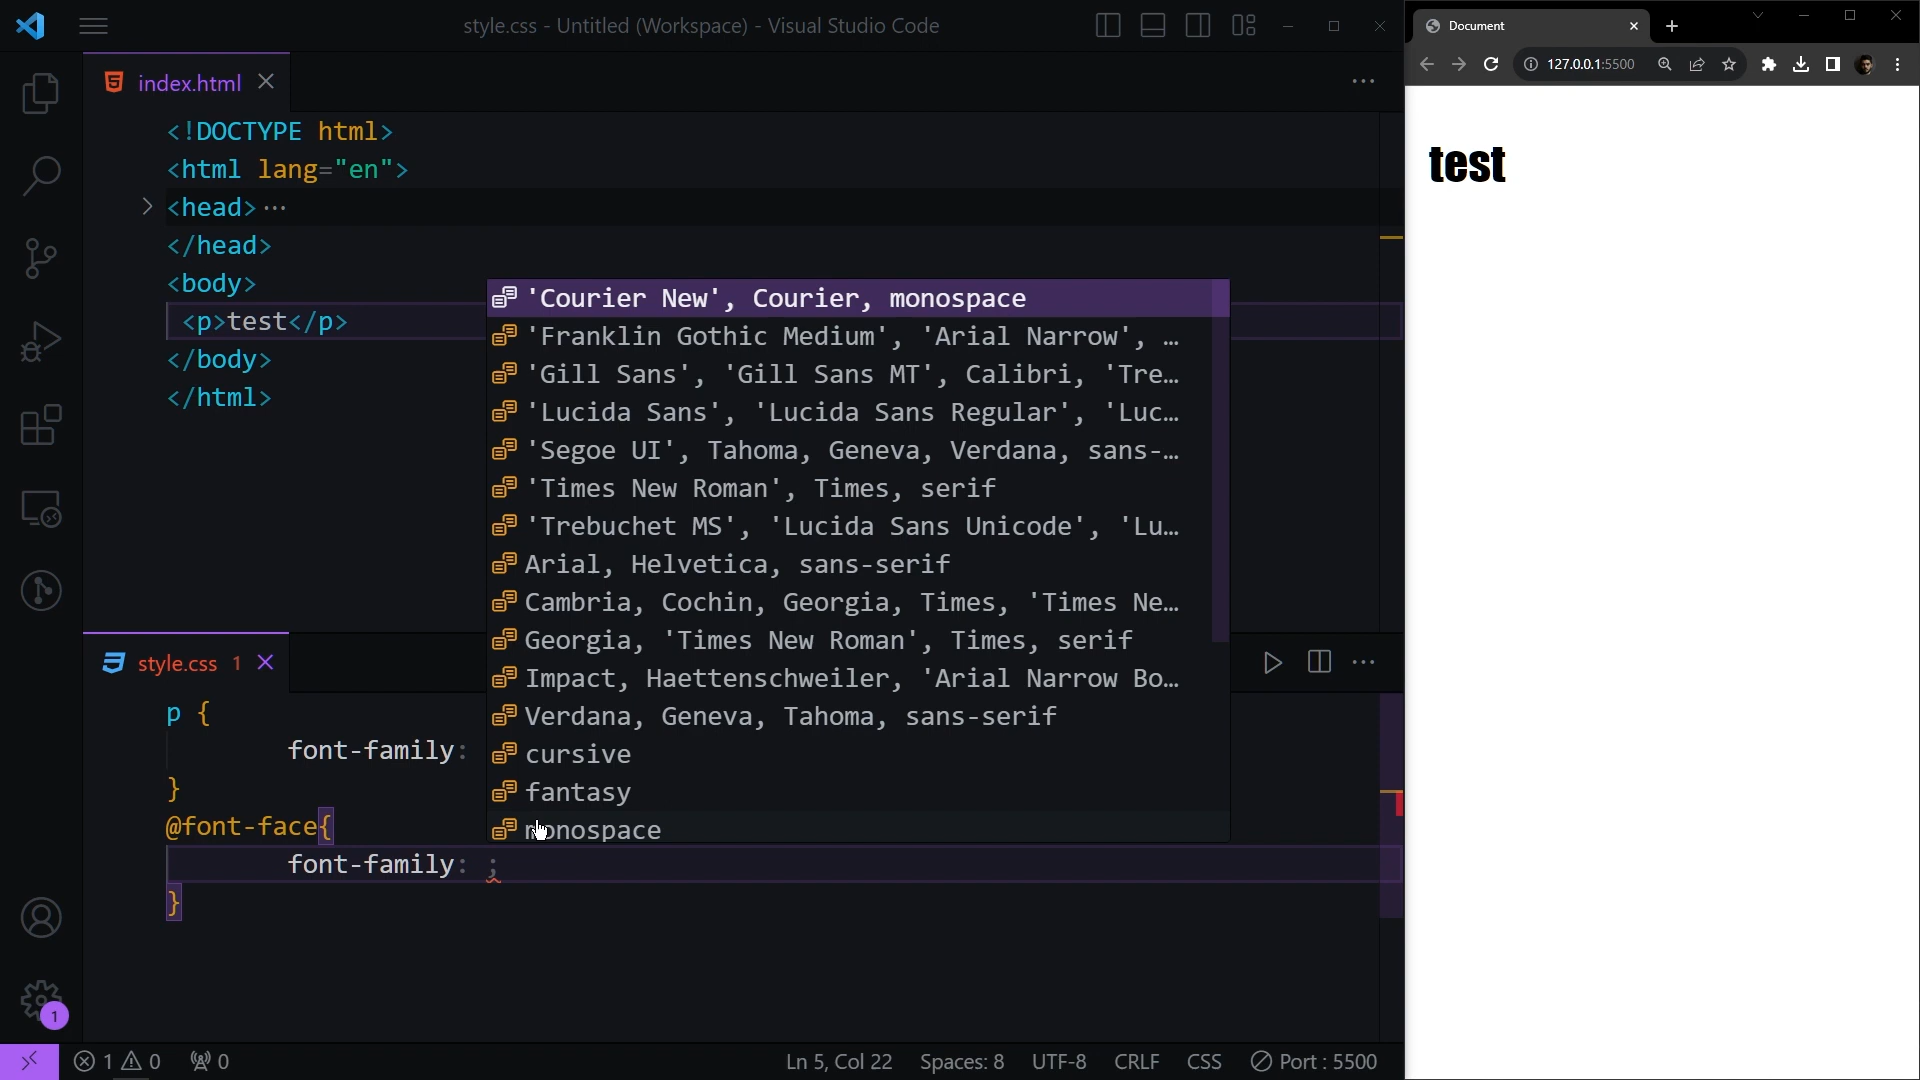 style.css - Untitled (Workspace) - Visual Studio Code
index.html
<!DOCTYPE html>
<html lang="en">
<head>…
</head>
<body>
<p>test</p>
</body>
</html>
'Courier New', Courier, monospace
'Franklin Gothic Medium', 'Arial Narrow', …
'Gill Sans', 'Gill Sans MT', Calibri, 'Tre…
'Lucida Sans', 'Lucida Sans Regular', 'Luc…
'Segoe UI', Tahoma, Geneva, Verdana, sans-…
'Times New Roman', Times, serif
'Trebuchet MS', 'Lucida Sans Unicode', 'Lu…
Arial, Helvetica, sans-serif
Cambria, Cochin, Georgia, Times, 'Times Ne…
Georgia, 'Times New Roman', Times, serif
Impact, Haettenschweiler, 'Arial Narrow Bo…
Verdana, Geneva, Tahoma, sans-serif
cursive
fantasy
monospace
style.css 1
p {
font-family:
}
@font-face{
font-family: ;
}
1
1 0 0
Ln 5, Col 22 Spaces: 8 UTF-8 CRLF CSS Port : 5500
Document
127.0.0.1:5500
test